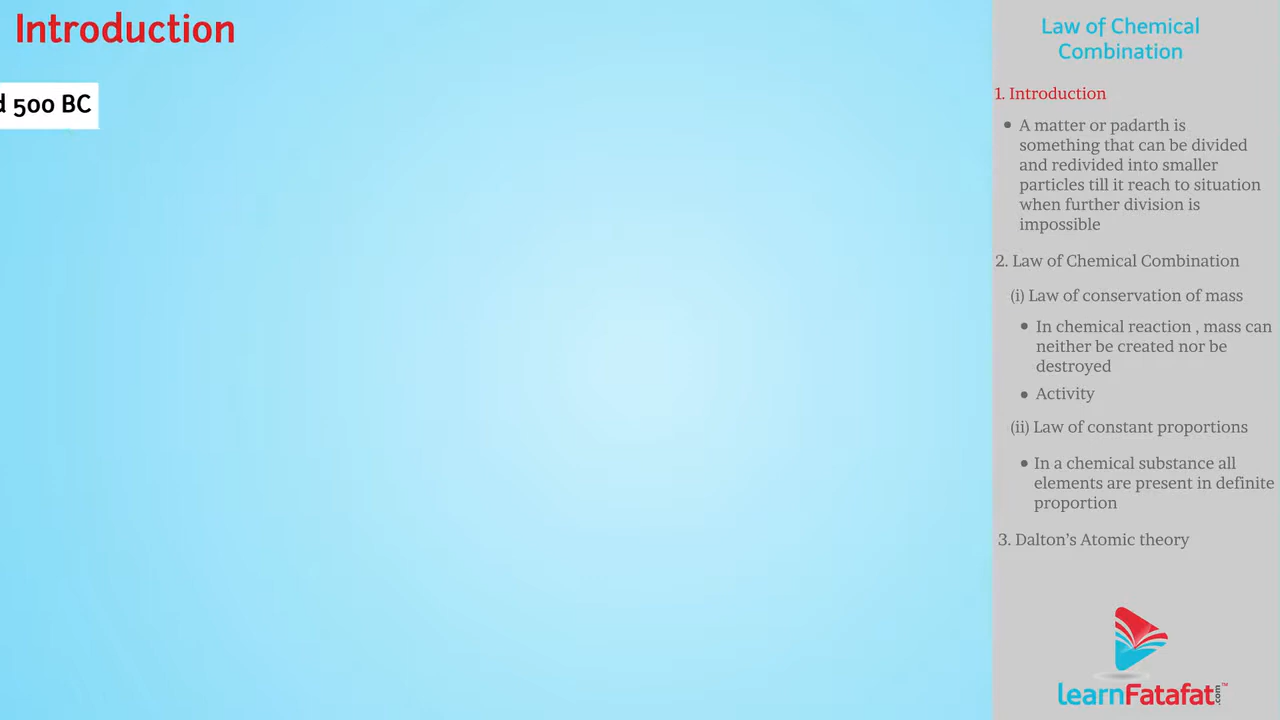 Introduction
d 500 BC
Law of Chemical
Combination
1. Introduction
• A matter or padarth is
something that can be divided
and redivided into smaller
particles till it reach to situation
when further division is
impossible
2. Law of Chemical Combination
(i) Law of conservation of mass
• In chemical reaction , mass can
neither be created nor be
destroyed
• Activity
(ii) Law of constant proportions
• In a chemical substance all
elements are present in definite
proportion
3. Dalton's Atomic theory
learnFatafat.com™